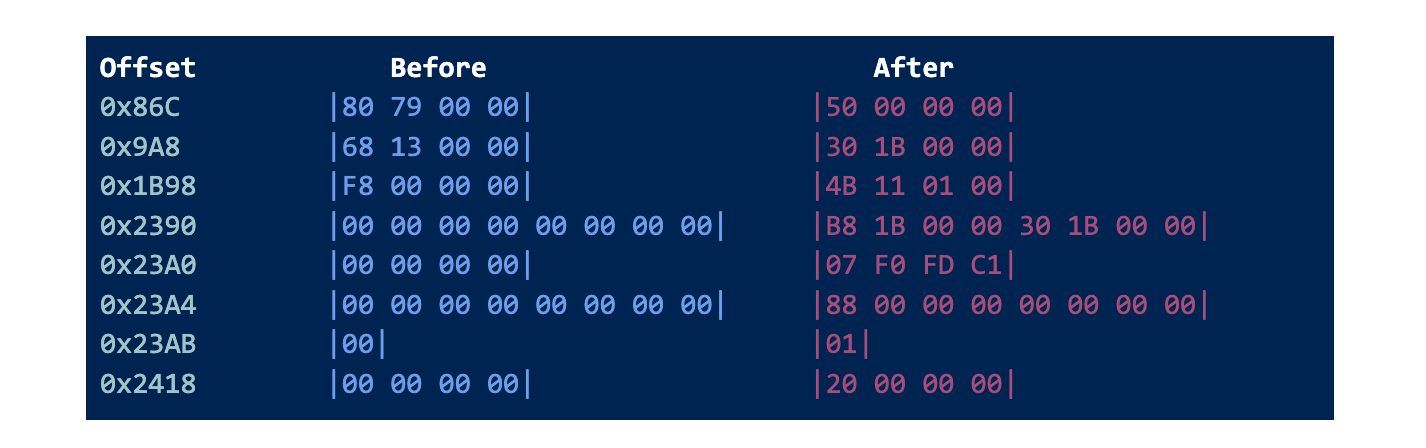 Offset Before After
0x86C |80 79 00 00| |50 00 00 00|
0x9A8 |68 13 00 00| |30 1B 00 00|
0x1B98 |F8 00 00 00| |4B 11 01 00|
0x2390 |00 00 00 00 00 00 00 00| |B8 1B 00 00 30 1B 00 00|
0x23A0 |00 00 00 00| |07 F0 FD C1|
0x23A4 |00 00 00 00 00 00 00 00| |88 00 00 00 00 00 00 00|
0x23AB |00| |01|
0x2418 |00 00 00 00| |20 00 00 00|